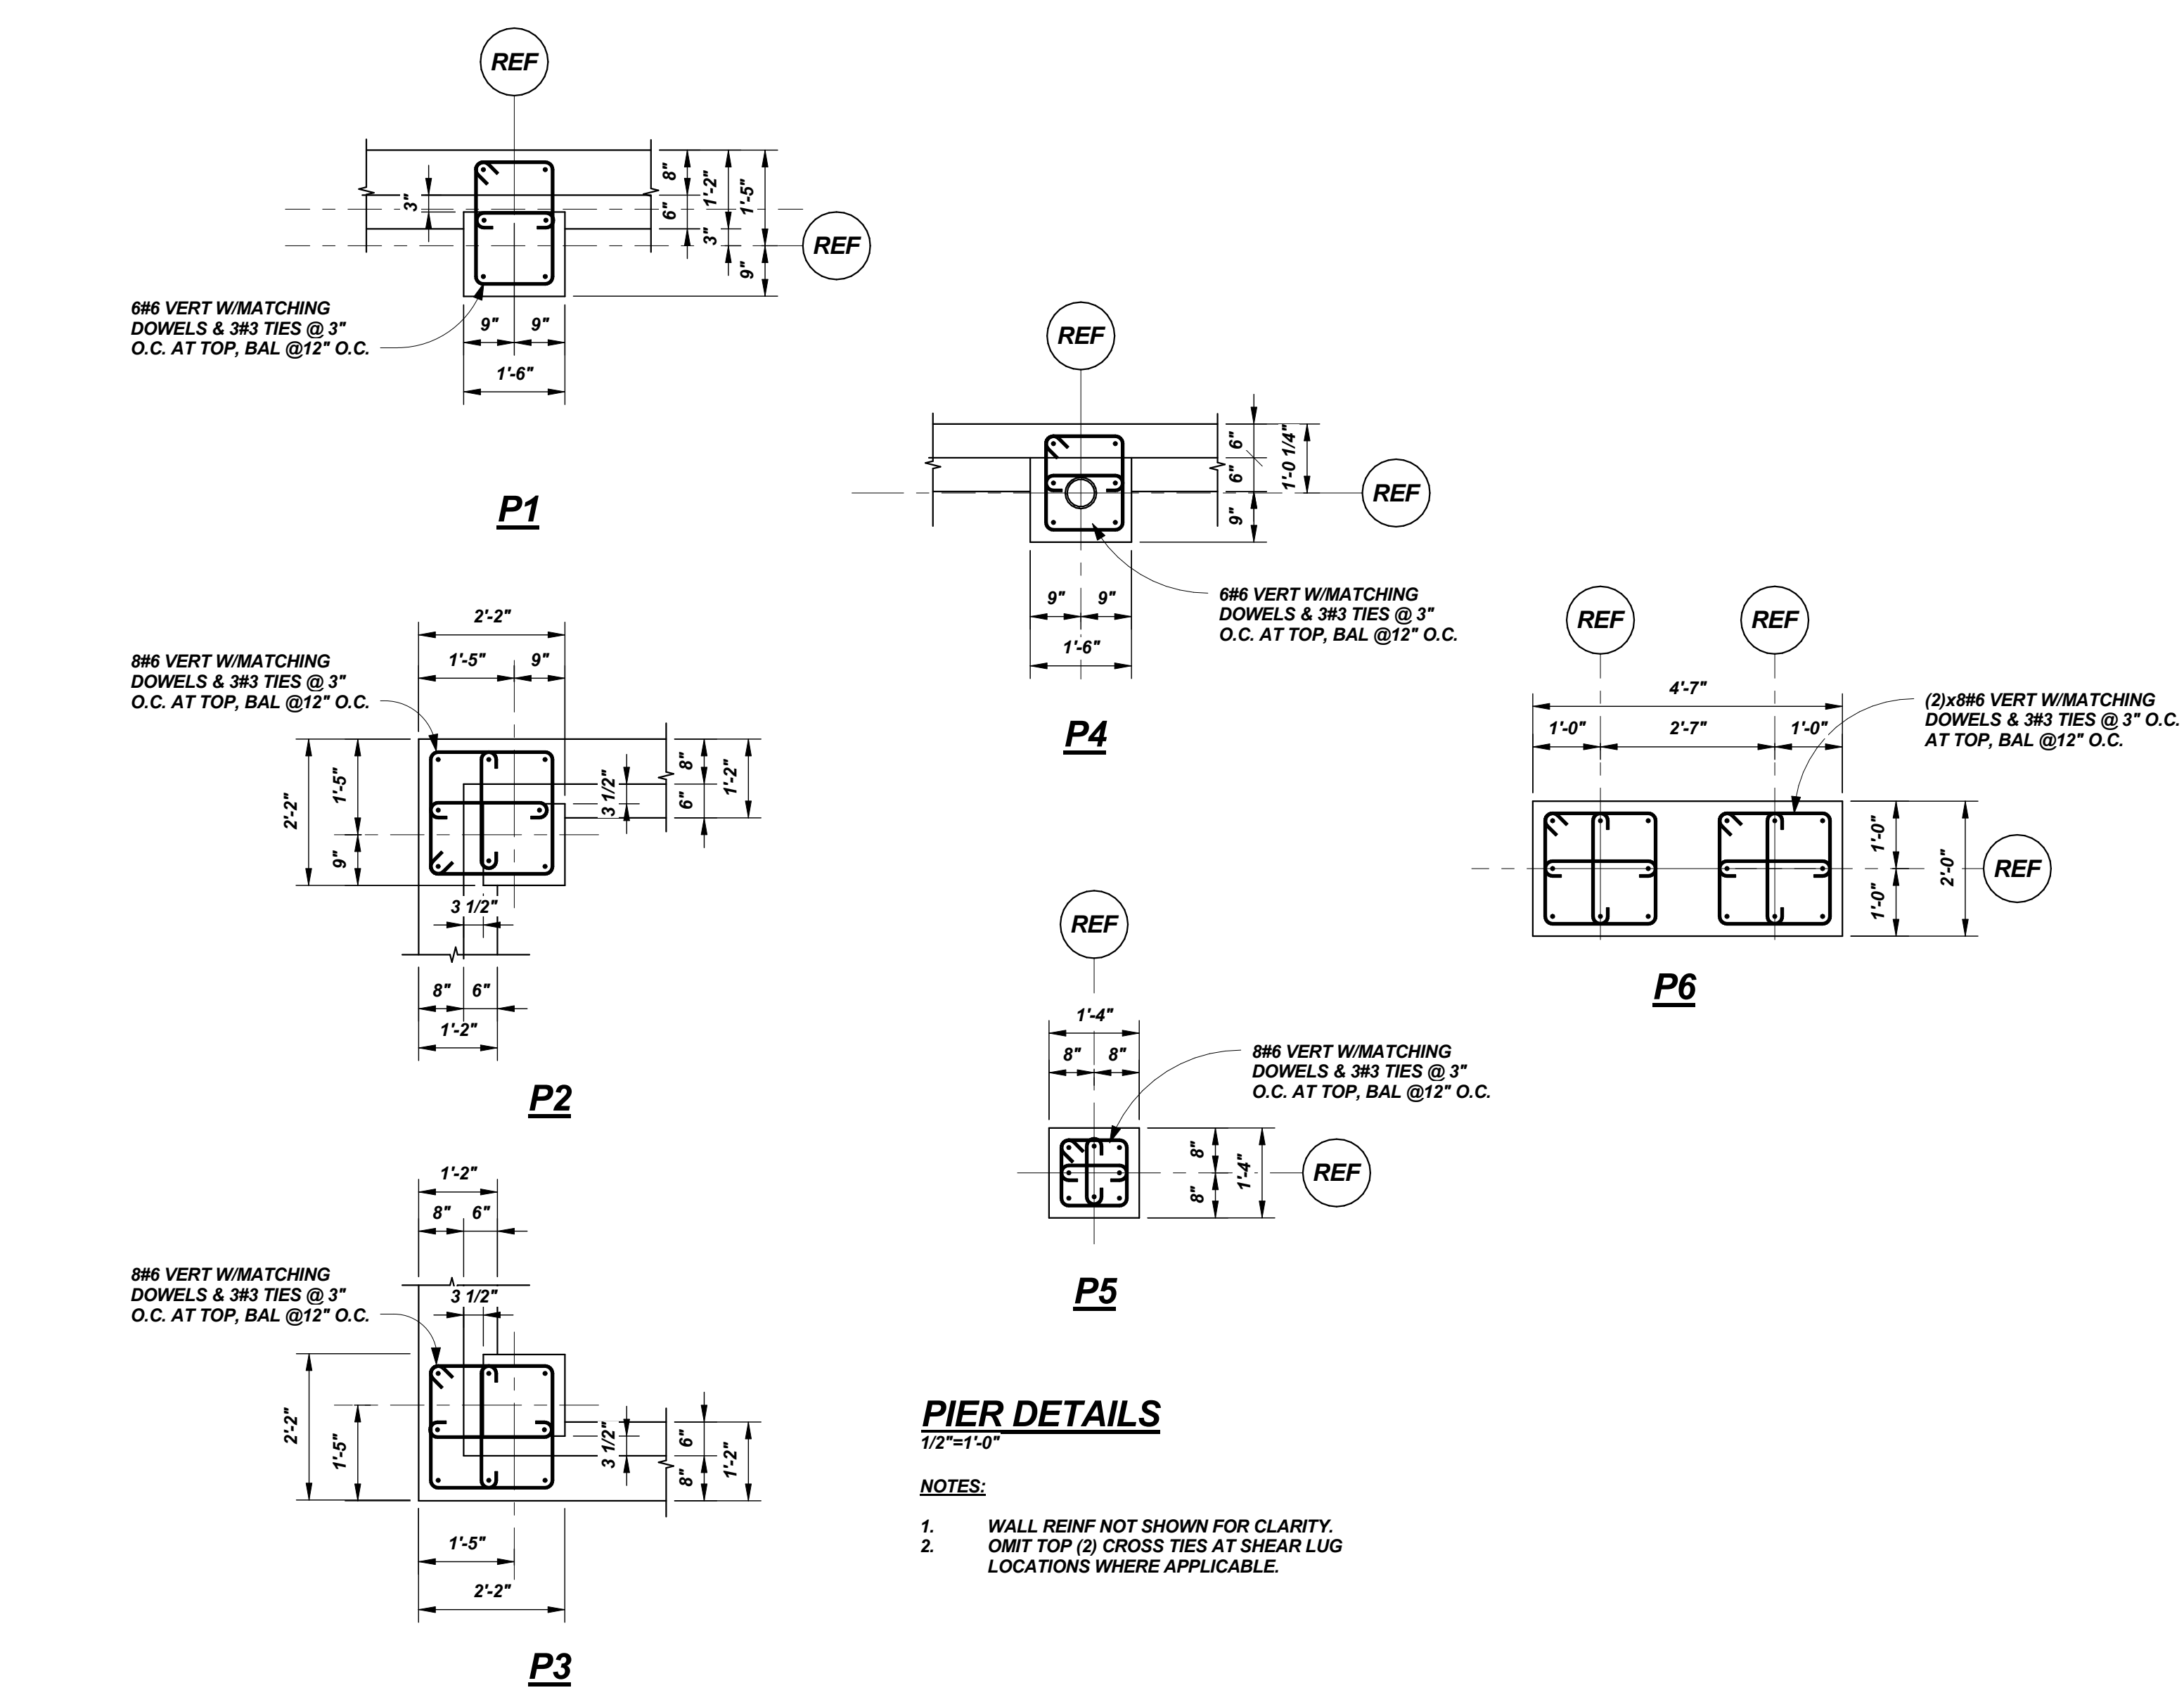 REF
8"
1'-2"
1'-5"
3"
6"
3"
REF
9"
6#6 VERT W/MATCHING
DOWELS & 3#3 TIES @ 3"
O.C. AT TOP, BAL @12" O.C.
9" 9"
1'-6"
P1
REF
6"
1'-0 1/4"
6"
REF
9"
9" 9"
1'-6"
6#6 VERT W/MATCHING
DOWELS & 3#3 TIES @ 3"
O.C. AT TOP, BAL @12" O.C.
P4
2'-2"
1'-5" 9"
8#6 VERT W/MATCHING
DOWELS & 3#3 TIES @ 3"
O.C. AT TOP, BAL @12" O.C.
2'-2"
1'-5"
9"
3 1/2"
8"
6"
1'-2"
3 1/2"
8" 6"
1'-2"
P2
REF REF
4'-7"
1'-0" 2'-7" 1'-0"
(2)x8#6 VERT W/MATCHING
DOWELS & 3#3 TIES @ 3" O.C.
AT TOP, BAL @12" O.C.
1'-0"
2'-0"
1'-0"
REF
P6
REF
1'-4"
8" 8"
8#6 VERT W/MATCHING
DOWELS & 3#3 TIES @ 3"
O.C. AT TOP, BAL @12" O.C.
8"
1'-4"
8"
REF
P5
1'-2"
8" 6"
8#6 VERT W/MATCHING
DOWELS & 3#3 TIES @ 3"
O.C. AT TOP, BAL @12" O.C.
3 1/2"
2'-2"
1'-5"
3 1/2"
6"
8"
1'-2"
1'-5"
2'-2"
P3
PIER DETAILS
1/2"=1'-0"
NOTES:
1. WALL REINF NOT SHOWN FOR CLARITY.
2. OMIT TOP (2) CROSS TIES AT SHEAR LUG
LOCATIONS WHERE APPLICABLE.